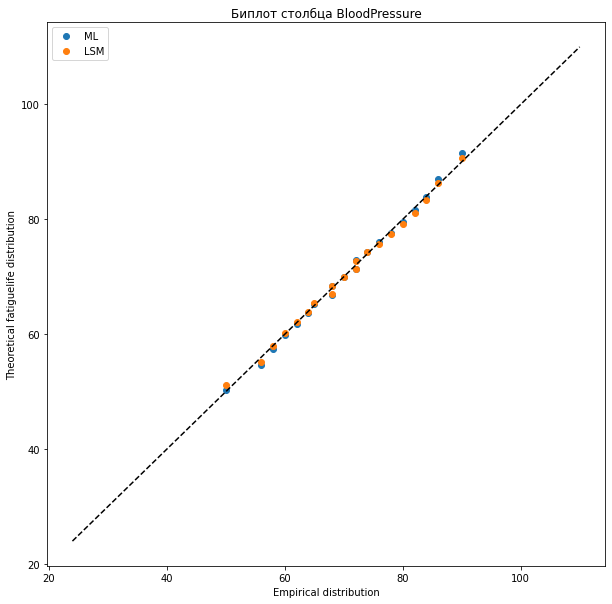 Биплот столбца BloodPressure
ML
LSM
Theoretical fatiguelife distribution
100
80
60
40
20
20
40
60
80
100
Empirical distribution